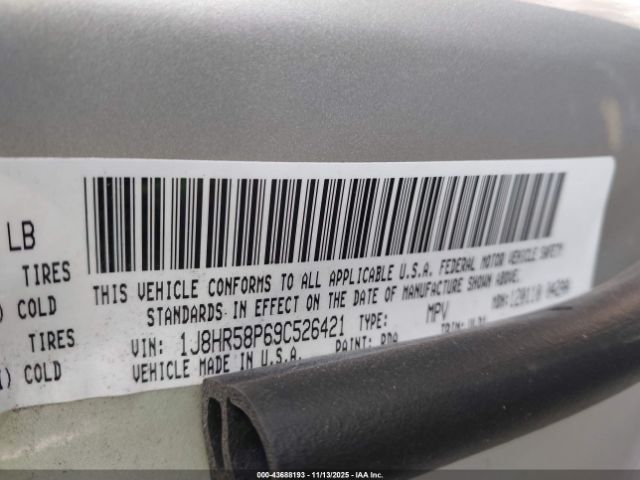 LB
TIRES
) COLD
TIRES
) COLD
THIS VEHICLE CONFORMS TO ALL APPLICABLE U.S.A. FEDERAL MOTOR VEHICLE SAFETY
STANDARDS IN EFFECT ON THE DATE OF MANUFACTURE SHOWN ABOVE.
VIN: 1J8HR58P69C526421 TYPE: MPV MDH:
VEHICLE MADE IN U.S.A. PAINT:
000-43688193 - 11/13/2025 - IAA Inc.